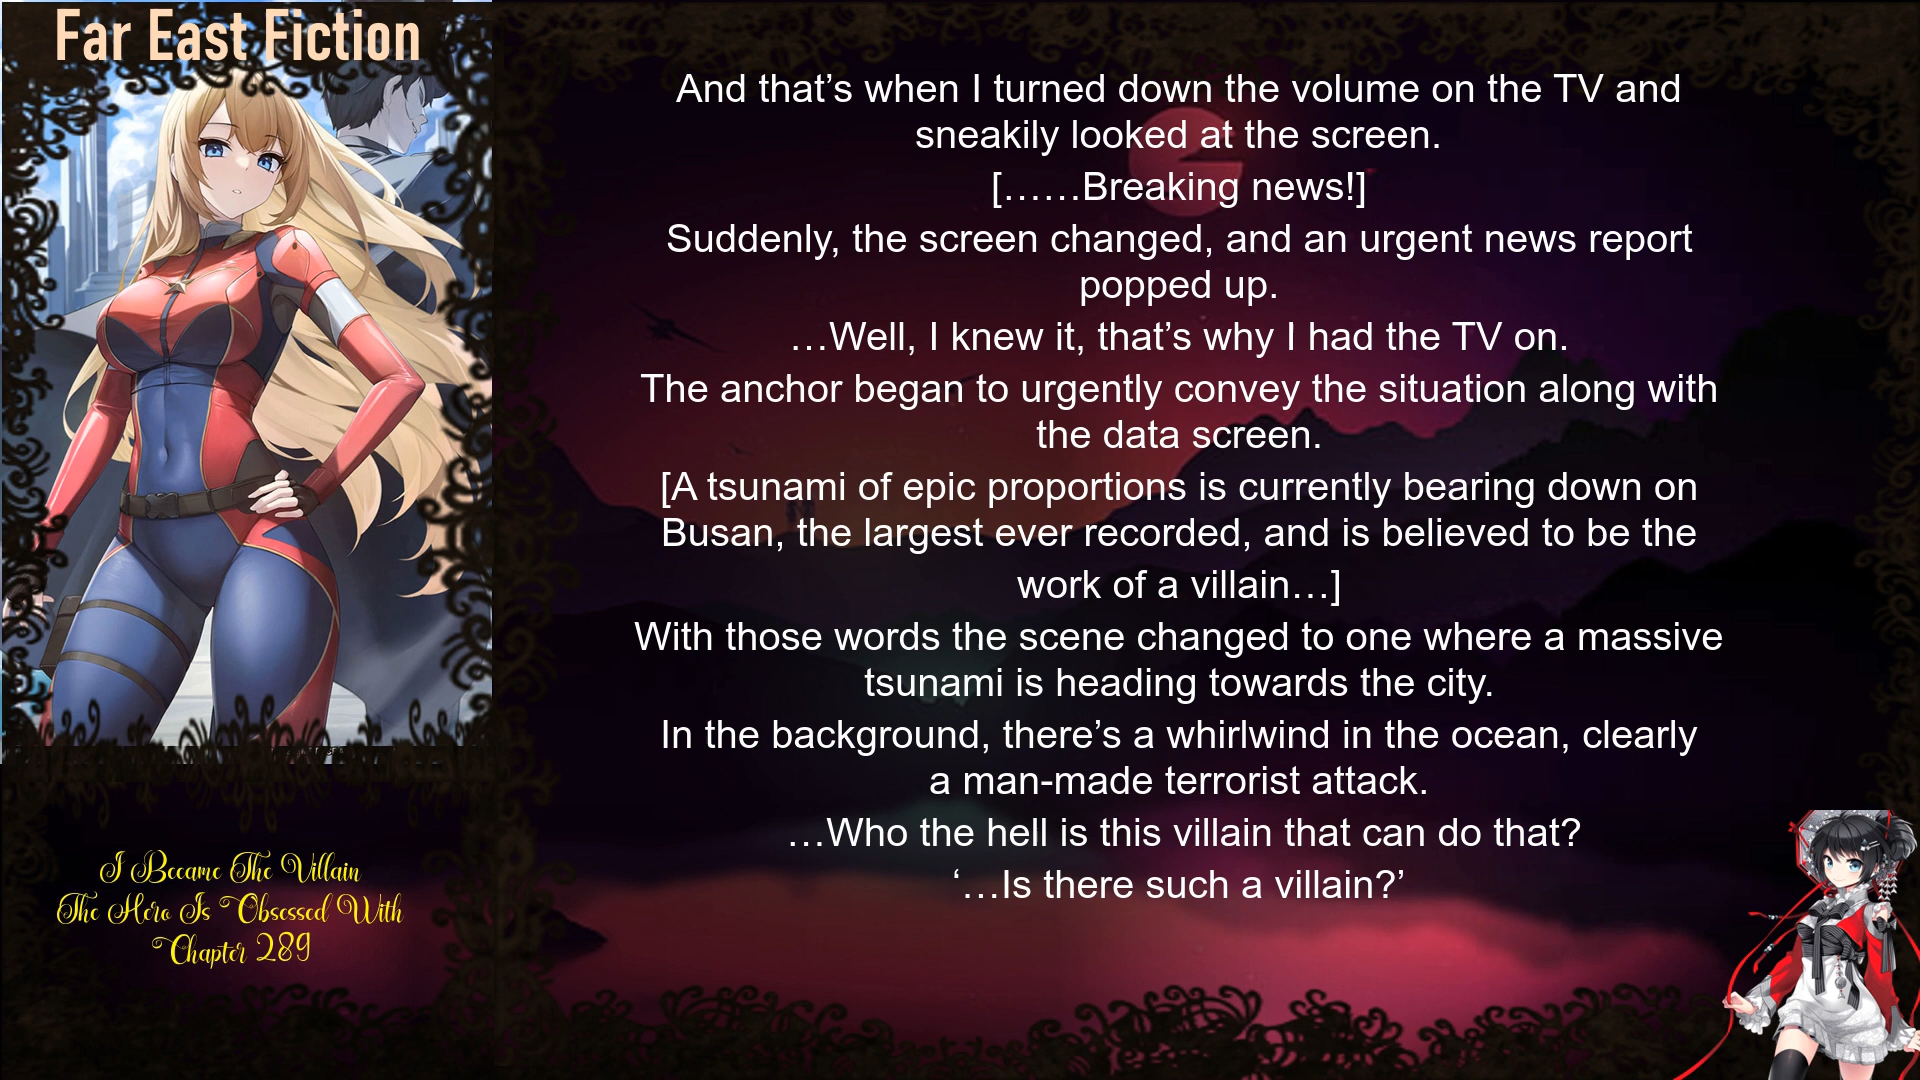 Far East Fiction
And that’s when I turned down the volume on the TV and
sneakily looked at the screen.
[……Breaking news!]
Suddenly, the screen changed, and an urgent news report
popped up.
…Well, I knew it, that’s why I had the TV on.
The anchor began to urgently convey the situation along with
the data screen.
[A tsunami of epic proportions is currently bearing down on
Busan, the largest ever recorded, and is believed to be the
work of a villain…]
With those words the scene changed to one where a massive
tsunami is heading towards the city.
In the background, there’s a whirlwind in the ocean, clearly
a man-made terrorist attack.
…Who the hell is this villain that can do that?
‘…Is there such a villain?’
I Became The Villain
The Hero Is Obsessed With
Chapter 289